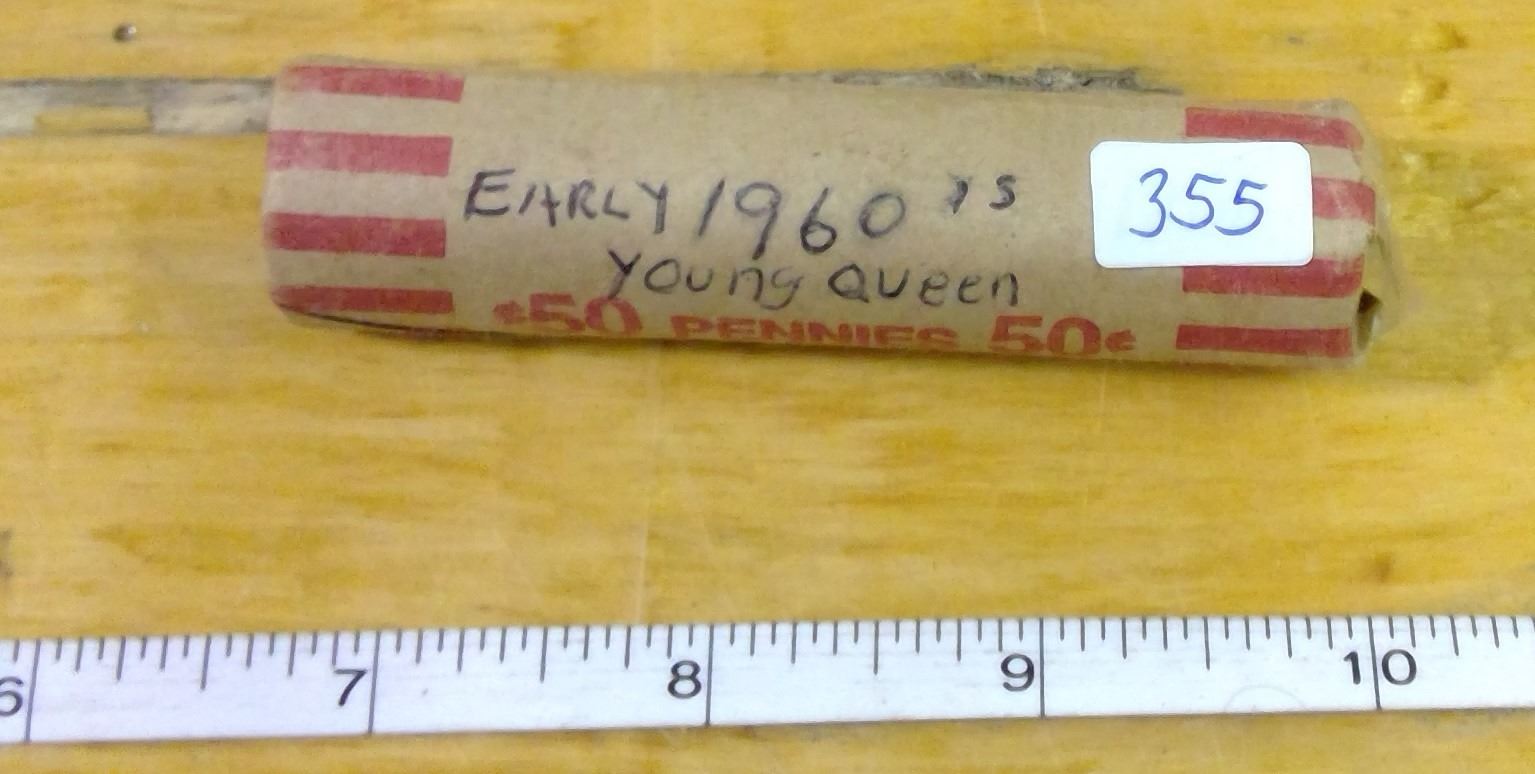 EARLY 1960's
Young Queen
355
¢50 PENNIES 50¢
6 7 8 9 10